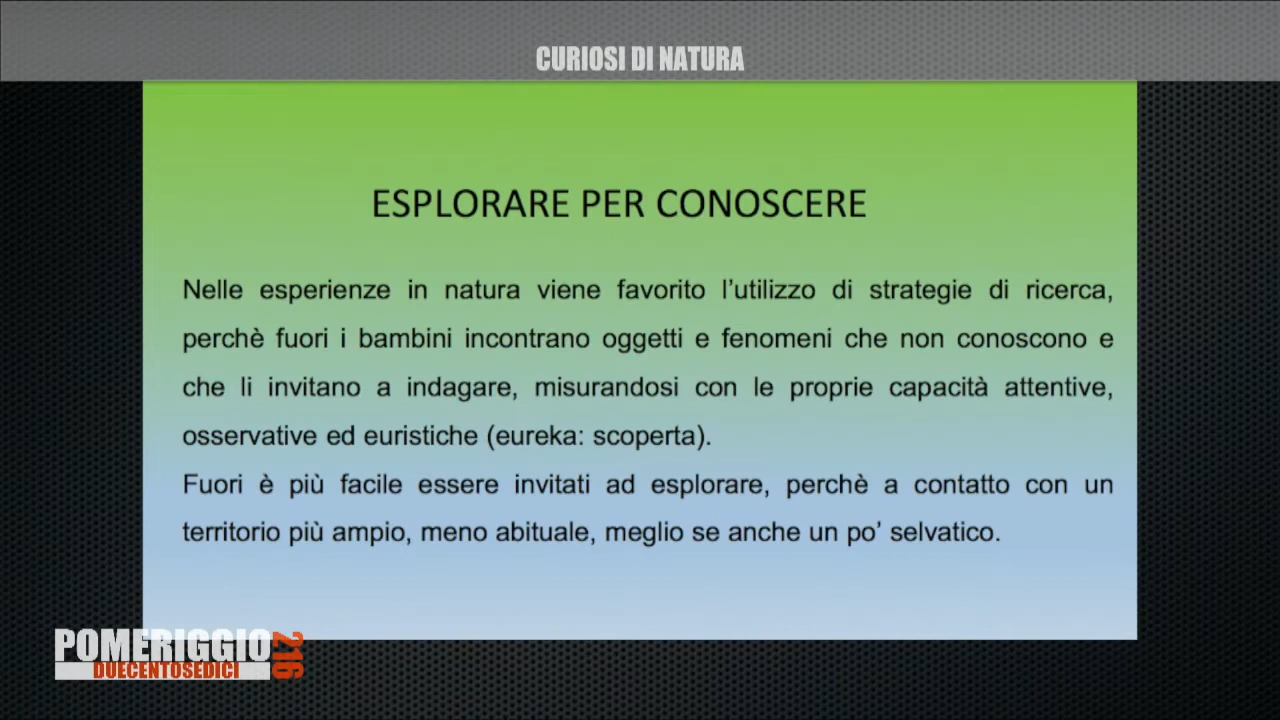 CURIOSI DI NATURA
ESPLORARE PER CONOSCERE
Nelle esperienze in natura viene favorito l’utilizzo di strategie di ricerca,
perchè fuori i bambini incontrano oggetti e fenomeni che non conoscono e
che li invitano a indagare, misurandosi con le proprie capacità attentive,
osservative ed euristiche (eureka: scoperta).
Fuori è più facile essere invitati ad esplorare, perchè a contatto con un
territorio più ampio, meno abituale, meglio se anche un po’ selvatico.
POMERIGGIO
216
DUECENTOSEDICI